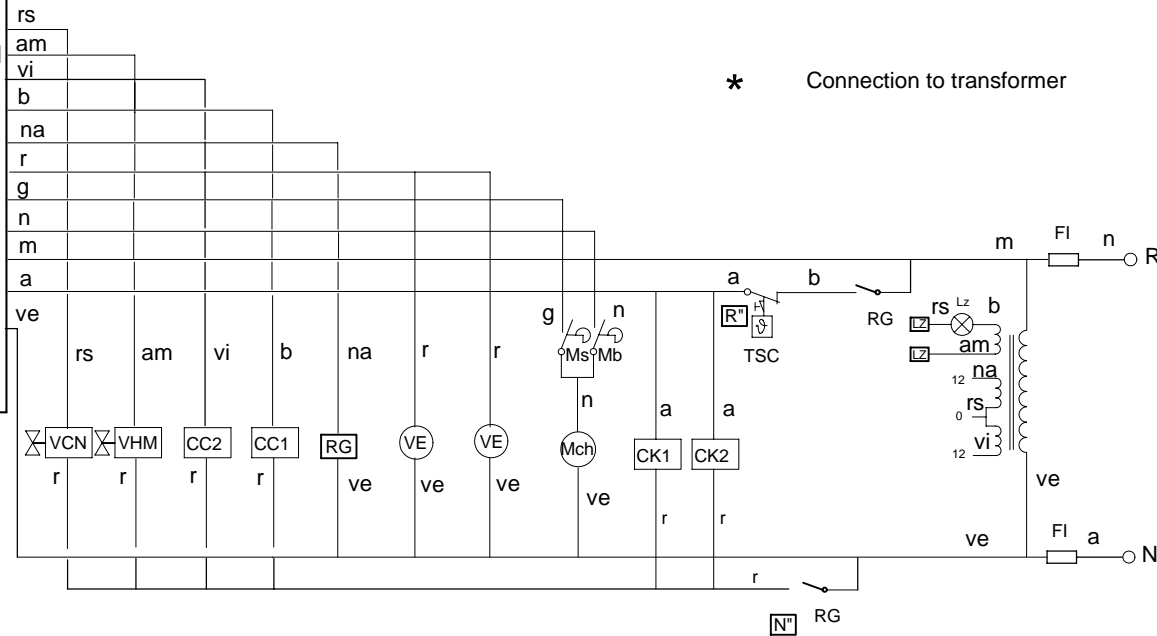 rs
am
vi
b
na
r
g
n
m
a
ve
* Connection to transformer
m FI n R
a b
R" TSC RG
rs Lz b
LZ
LZ am
12 na
0 rs
12 vi
g n
Ms Mb
rs am vi b na r r n a a
VCN VHM CC2 CC1 RG VE VE Mch CK1 CK2
r r r r ve ve ve ve r r
ve
ve FI a N
r
N" RG